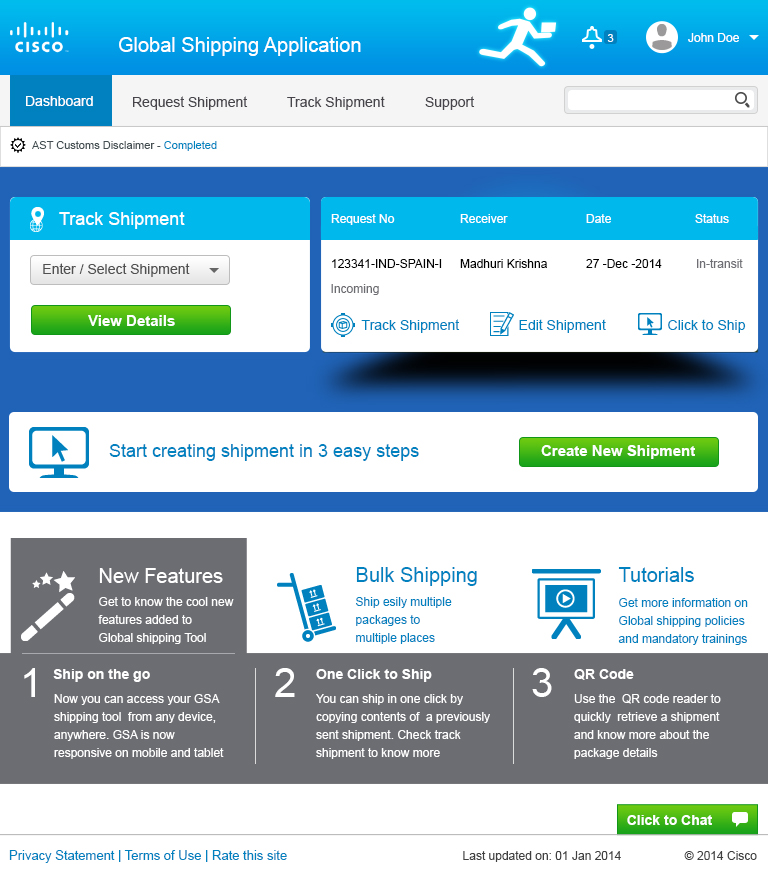 cisco.
Global Shipping Application
3
John Doe
Dashboard
Request Shipment
Track Shipment
Support
AST Customs Disclaimer - Completed
Track Shipment
Enter / Select Shipment
View Details
Request No Receiver Date Status
123341-IND-SPAIN-I Madhuri Krishna 27 -Dec -2014 In-transit
Incoming
Track Shipment Edit Shipment Click to Ship
Start creating shipment in 3 easy steps
Create New Shipment
New Features
Get to know the cool new
features added to
Global shipping Tool
Bulk Shipping
Ship esily multiple
packages to
multiple places
Tutorials
Get more information on
Global shipping policies
and mandatory trainings
1 Ship on the go
Now you can access your GSA
shipping tool from any device,
anywhere. GSA is now
responsive on mobile and tablet
2 One Click to Ship
You can ship in one click by
copying contents of a previously
sent shipment. Check track
shipment to know more
3 QR Code
Use the QR code reader to
quickly retrieve a shipment
and know more about the
package details
Click to Chat
Privacy Statement | Terms of Use | Rate this site
Last updated on: 01 Jan 2014
© 2014 Cisco